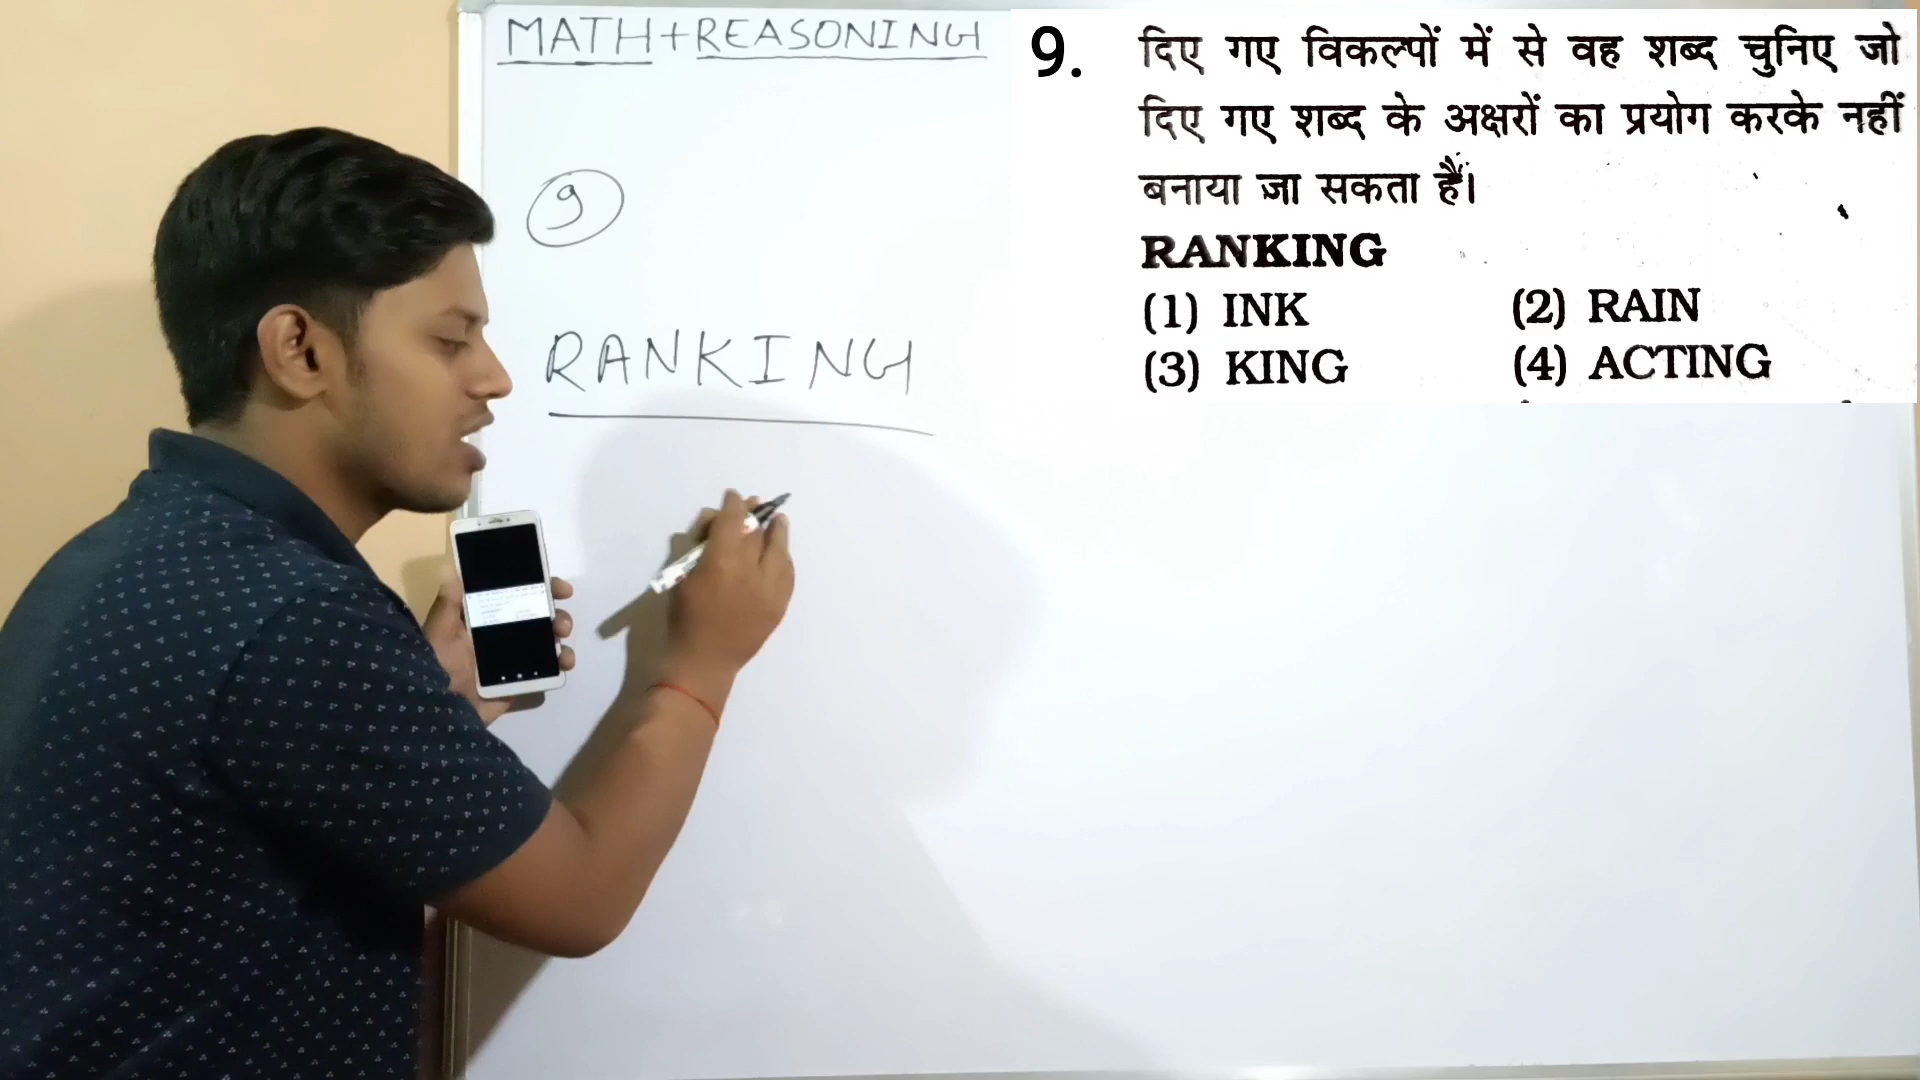 MATH+REASONING
9
RANKING
9. दिए गए विकल्पों में से वह शब्द चुनिए जो
दिए गए शब्द के अक्षरों का प्रयोग करके नहीं
बनाया जा सकता हैं।
RANKING
(1) INK (2) RAIN
(3) KING (4) ACTING